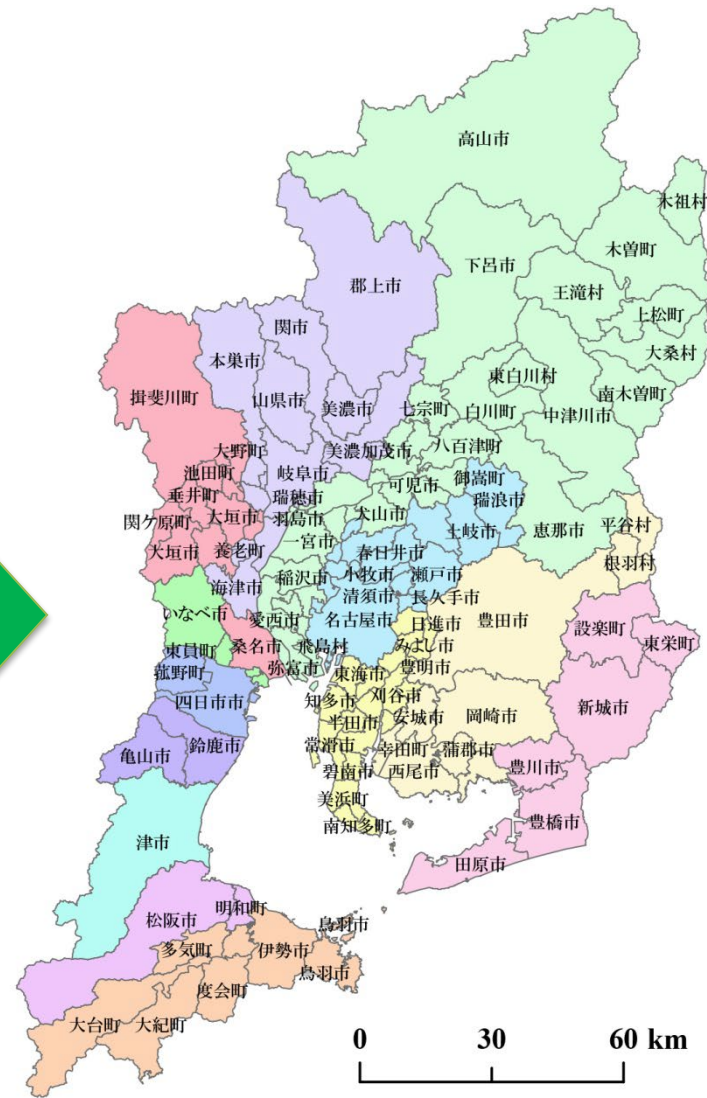 高山市
木祖村
木曽町
下呂市
王滝村
郡上市
上松町
関市
大桑村
本巣市
東白川村
南木曽町
揖斐川町
山県市
美濃市
七宗町
白川町
中津川市
大野町
美濃加茂市
八百津町
池田町
岐阜市
可児市
御嵩町
垂井町
瑞穂市
瑞浪市
関ケ原町
大垣市
羽島市
犬山市
土岐市
恵那市
平谷村
大垣市
養老町
一宮市
春日井市
根羽村
海津市
稲沢市
小牧市
瀬戸市
いなべ市
愛西市
清須市
長久手市
東員町
桑名市
飛島村
名古屋市
日進市
豊田市
設楽町
東栄町
菰野町
弥富市
東海市
みよし市
豊明市
四日市市
知多市
刈谷市
安城市
岡崎市
新城市
亀山市
鈴鹿市
半田市
常滑市
碧南市
幸田町
蒲郡市
西尾市
豊川市
美浜町
南知多町
豊橋市
津市
田原市
松阪市
明和町
鳥羽市
多気町
伊勢市
鳥羽市
度会町
大台町
大紀町
0 30 60 km